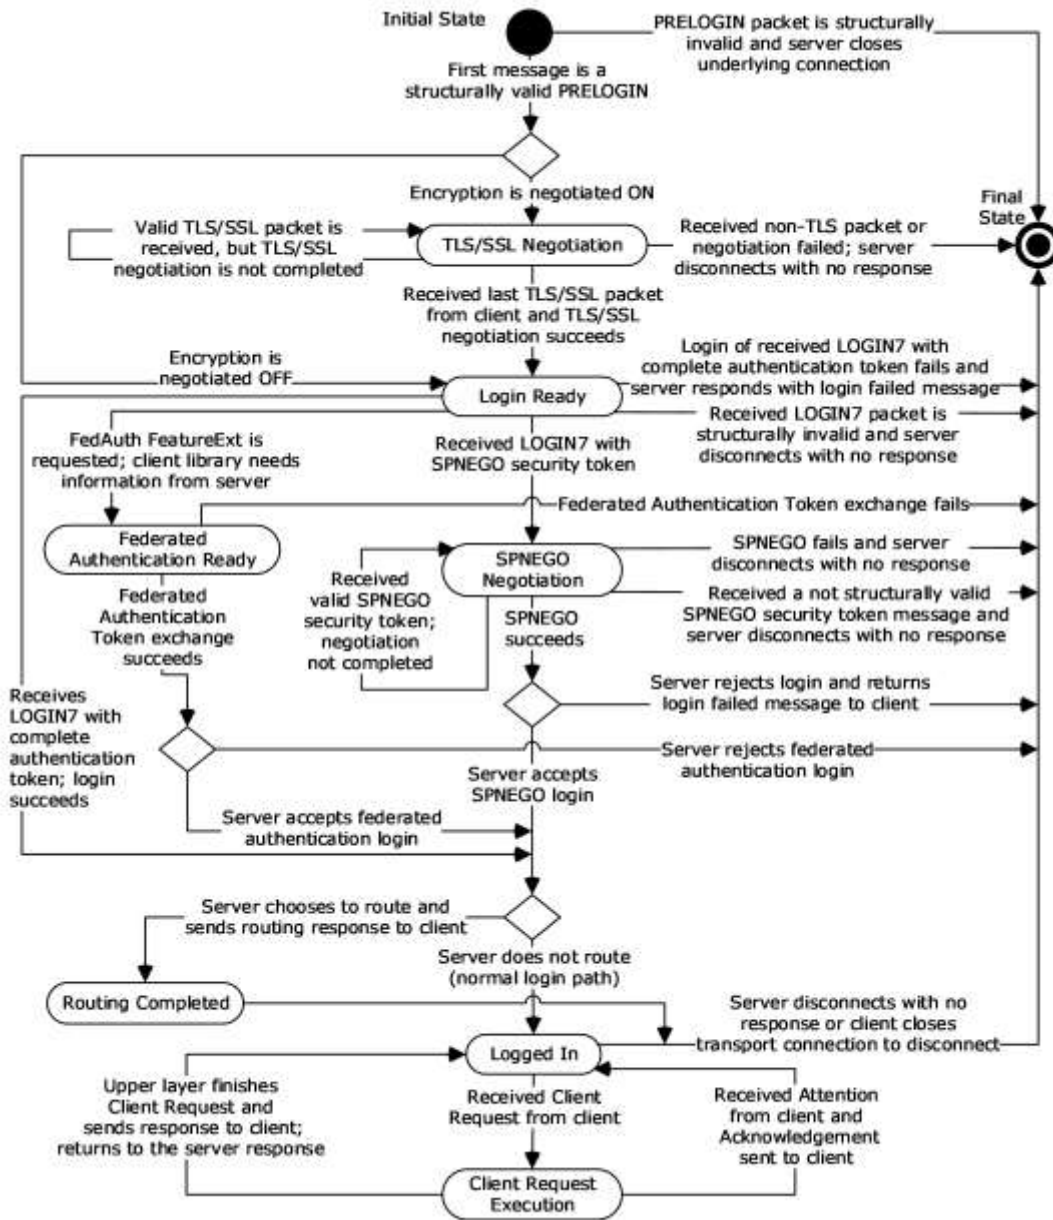 Initial State
PRELOGIN packet is structurally
invalid and server closes
underlying connection
First message is a
structurally valid PRELOGIN
Encryption is negotiated ON
Final
State
Valid TLS/SSL packet is
received, but TLS/SSL
negotiation is not completed
TLS/SSL Negotiation
Received non-TLS packet or
negotiation failed; server
disconnects with no response
Received last TLS/SSL packet
from client and TLS/SSL
negotiation succeeds
Encryption is
negotiated OFF
Login of received LOGIN7 with
complete authentication token fails and
server responds with login failed message
Login Ready
Received LOGIN7 packet is
structurally invalid and server
disconnects with no response
FedAuth FeatureExt is
requested; client library needs
information from server
Received LOGIN7 with
SPNEGO security token
Federated Authentication Token exchange fails
Federated
Authentication Ready
SPNEGO
Negotiation
SPNEGO fails and server
disconnects with no response
Received
valid SPNEGO
security token;
negotiation
not completed
Received a not structurally valid
SPNEGO security token message and
server disconnects with no response
Federated
Authentication
Token exchange
succeeds
SPNEGO
succeeds
Server rejects login and returns
login failed message to client
Receives
LOGIN7 with
complete
authentication
token; login
succeeds
Server rejects federated
authentication login
Server accepts
SPNEGO login
Server accepts federated
authentication login
Server chooses to route and
sends routing response to client
Server does not route
(normal login path)
Routing Completed
Server disconnects with no
response or client closes
transport connection to disconnect
Logged In
Upper layer finishes
Client Request and
sends response to client;
returns to the server response
Received Client
Request from client
Received Attention
from client and
Acknowledgement
sent to client
Client Request
Execution